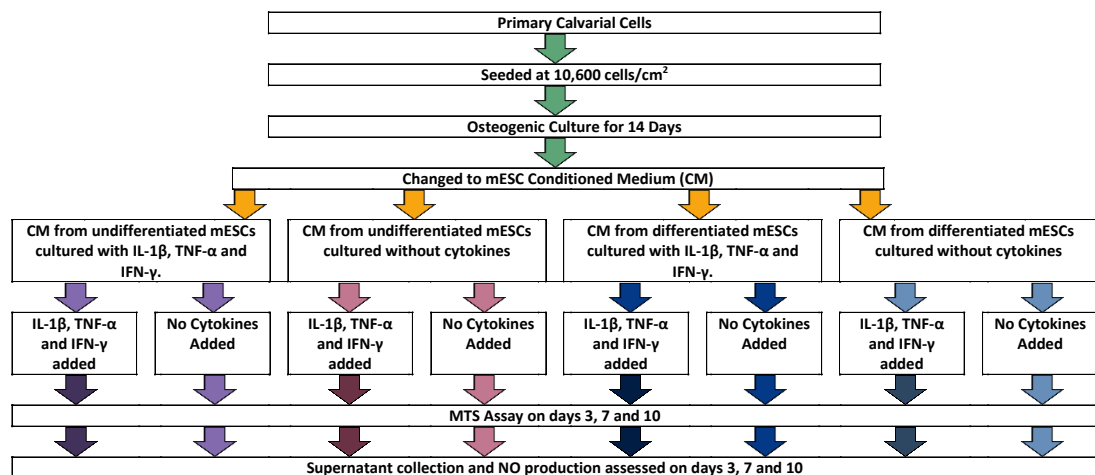 Primary Calvarial Cells
Seeded at 10,600 cells/cm²
Osteogenic Culture for 14 Days
Changed to mESC Conditioned Medium (CM)
CM from undifferentiated mESCs
cultured with IL-1β, TNF-α and
IFN-γ.
CM from undifferentiated mESCs
cultured without cytokines
CM from differentiated mESCs
cultured with IL-1β, TNF-α and
IFN-γ.
CM from differentiated mESCs
cultured without cytokines
IL-1β, TNF-α
and IFN-γ
added
No Cytokines
Added
IL-1β, TNF-α
and IFN-γ
added
No Cytokines
Added
IL-1β, TNF-α
and IFN-γ
added
No Cytokines
Added
IL-1β, TNF-α
and IFN-γ
added
No Cytokines
Added
MTS Assay on days 3, 7 and 10
Supernatant collection and NO production assessed on days 3, 7 and 10